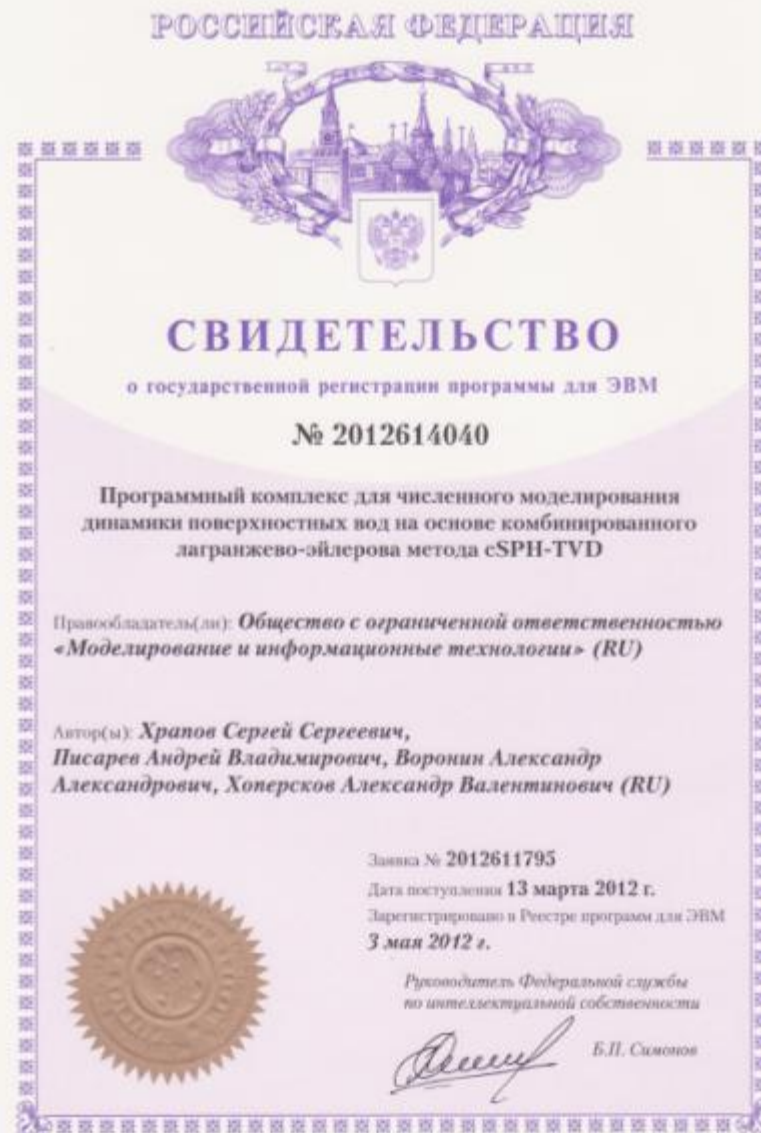 РОССИЙСКАЯ ФЕДЕРАЦИЯ
СВИДЕТЕЛЬСТВО
о государственной регистрации программы для ЭВМ
№ 2012614040
Программный комплекс для численного моделирования
динамики поверхностных вод на основе комбинированного
лагранжево-эйлерова метода cSPH-TVD
Правообладатель(ли): Общество с ограниченной ответственностью
«Моделирование и информационные технологии» (RU)
Автор(ы): Храпов Сергей Сергеевич,
Писарев Андрей Владимирович, Воронин Александр
Александрович, Хоперсков Александр Валентинович (RU)
Заявка № 2012611795
Дата поступления 13 марта 2012 г.
Зарегистрировано в Реестре программ для ЭВМ
3 мая 2012 г.
Руководитель Федеральной службы
по интеллектуальной собственности
Б.П. Симонов